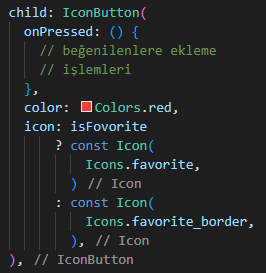 child: IconButton(
onPressed: () {
// beğenilenlere ekleme
// işlemleri
},
color: Colors.red,
icon: isFovorite
? const Icon(
Icons.favorite,
) // Icon
: const Icon(
Icons.favorite_border,
), // Icon
), // IconButton